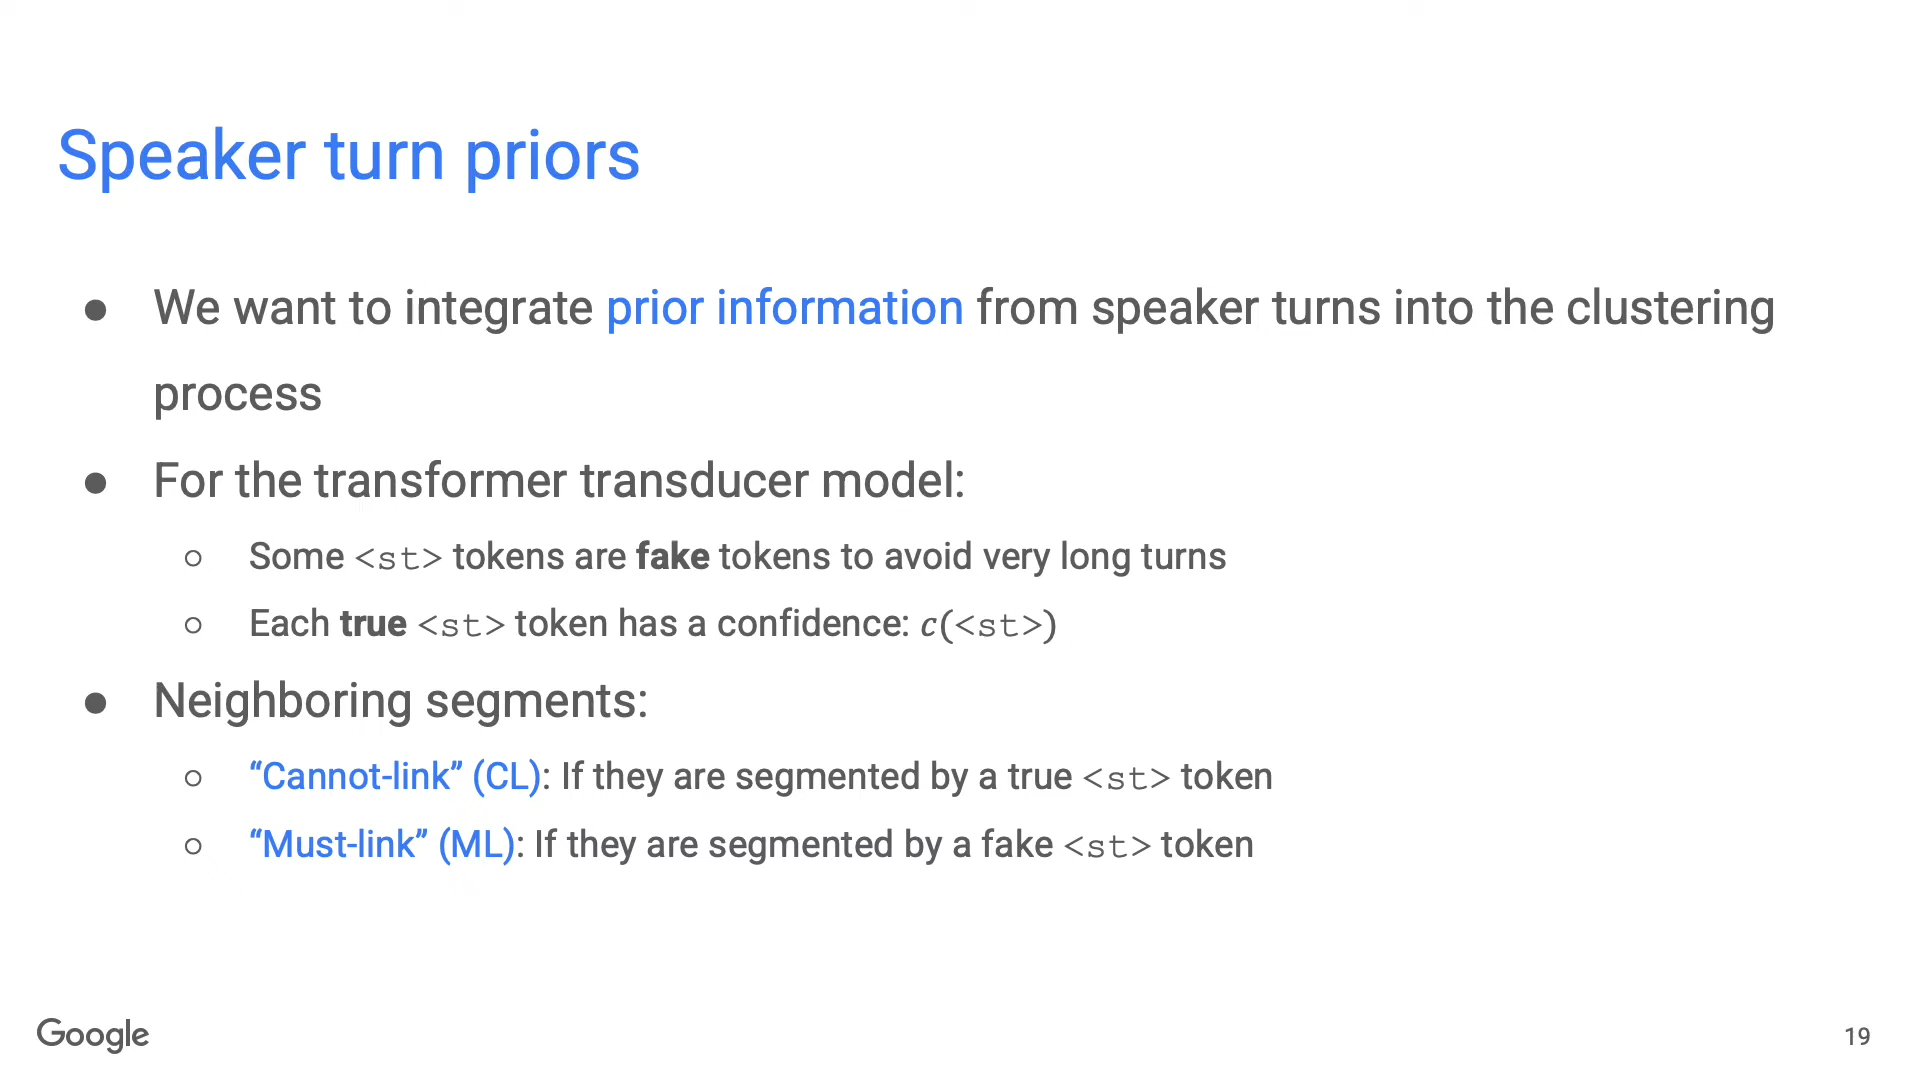 Speaker turn priors
● We want to integrate prior information from speaker turns into the clustering
process
● For the transformer transducer model:
○ Some <st> tokens are fake tokens to avoid very long turns
○ Each true <st> token has a confidence: c(<st>)
● Neighboring segments:
○ “Cannot-link” (CL): If they are segmented by a true <st> token
○ “Must-link” (ML): If they are segmented by a fake <st> token
Google
19